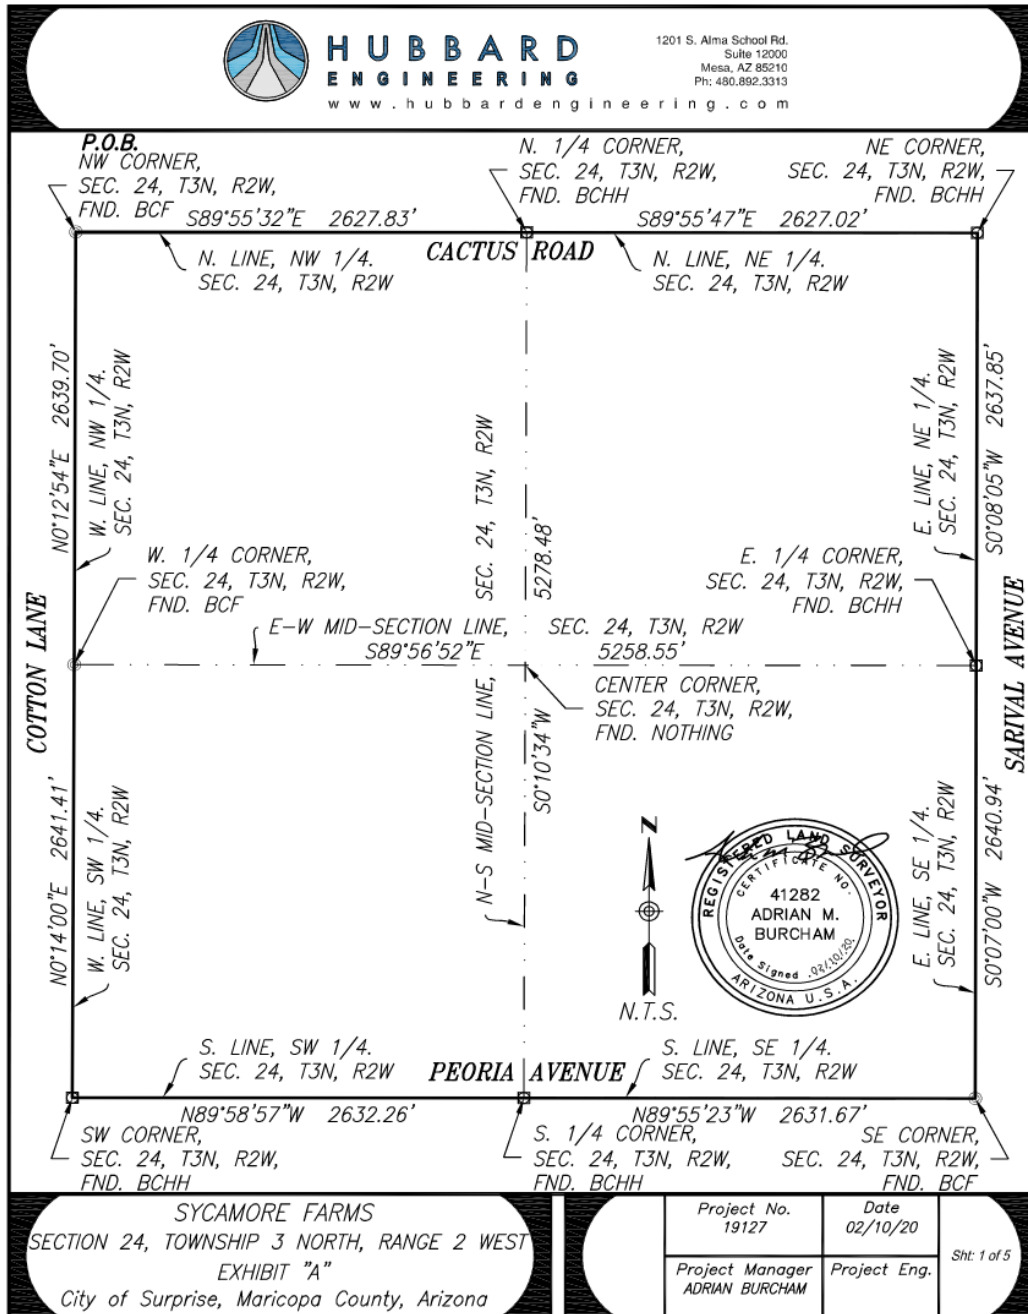 HUBBARD
ENGINEERING
www.hubbardengineering.com
1201 S. Alma School Rd.
Suite 12000
Mesa, AZ 85210
Ph: 480.892.3313
P.O.B.
NW CORNER,
SEC. 24, T3N, R2W,
FND. BCF
N. 1/4 CORNER,
SEC. 24, T3N, R2W,
FND. BCHH
NE CORNER,
SEC. 24, T3N, R2W,
FND. BCHH
S89°55'32"E 2627.83'
S89°55'47"E 2627.02'
CACTUS ROAD
N. LINE, NW 1/4.
SEC. 24, T3N, R2W
N. LINE, NE 1/4.
SEC. 24, T3N, R2W
N0°12'54"E 2639.70'
W. LINE, NW 1/4.
SEC. 24, T3N, R2W
SEC. 24, T3N, R2W
5278.48'
E. LINE, NE 1/4.
SEC. 24, T3N, R2W
S0°08'05"W 2637.85'
W. 1/4 CORNER,
SEC. 24, T3N, R2W,
FND. BCF
E. 1/4 CORNER,
SEC. 24, T3N, R2W,
FND. BCHH
COTTON LANE
E-W MID-SECTION LINE, SEC. 24, T3N, R2W
S89°56'52"E 5258.55'
CENTER CORNER,
SEC. 24, T3N, R2W,
FND. NOTHING
SARIVAL AVENUE
N-S MID-SECTION LINE,
S0°10'34"W
N0°14'00"E 2641.41'
W. LINE, SW 1/4.
SEC. 24, T3N, R2W
N
N.T.S.
REGISTERED LAND SURVEYOR
CERTIFICATE NO.
41282
ADRIAN M.
BURCHAM
Date Signed 02/10/20
ARIZONA U.S.A.
E. LINE, SE 1/4.
SEC. 24, T3N, R2W
S0°07'00"W 2640.94'
S. LINE, SW 1/4.
SEC. 24, T3N, R2W
PEORIA AVENUE
S. LINE, SE 1/4.
SEC. 24, T3N, R2W
N89°58'57"W 2632.26'
N89°55'23"W 2631.67'
SW CORNER,
SEC. 24, T3N, R2W,
FND. BCHH
S. 1/4 CORNER,
SEC. 24, T3N, R2W,
FND. BCHH
SE CORNER,
SEC. 24, T3N, R2W,
FND. BCF
SYCAMORE FARMS
SECTION 24, TOWNSHIP 3 NORTH, RANGE 2 WEST
EXHIBIT "A"
City of Surprise, Maricopa County, Arizona
Project No.
19127
Date
02/10/20
Project Manager
ADRIAN BURCHAM
Project Eng.
Sht: 1 of 5